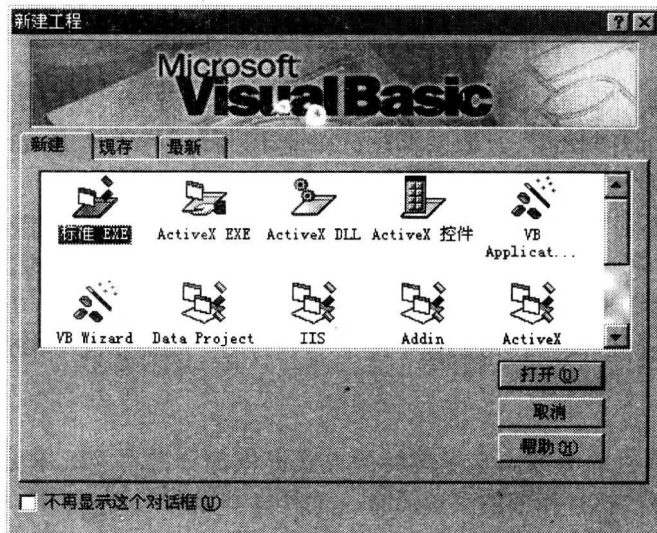 新建工程
Microsoft
Visual Basic
新建 现存 最新
标准 EXE ActiveX EXE ActiveX DLL ActiveX 控件 VB Applicat...
VB Wizard Data Project IIS Addin ActiveX
打开(O)
取消
帮助(H)
不再显示这个对话框(U)